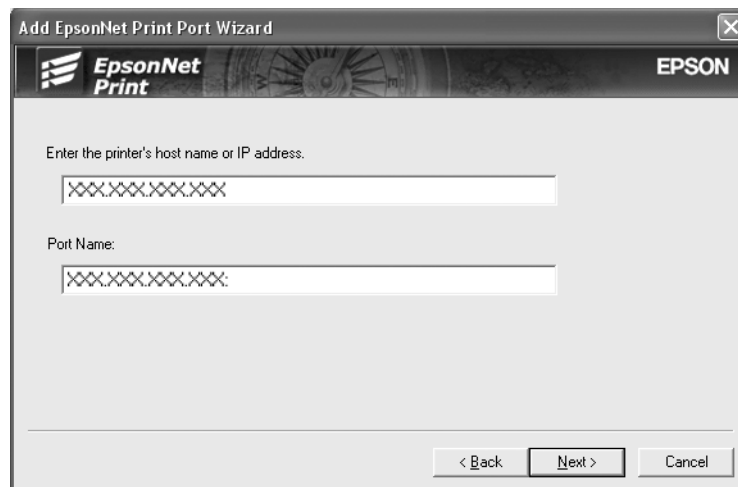 Add EpsonNet Print Port Wizard
EpsonNet
Print
EPSON
Enter the printer's host name or IP address.
XXX.XXX.XXX.XXX
Port Name:
XXX.XXX.XXX.XXX:
< Back
Next >
Cancel